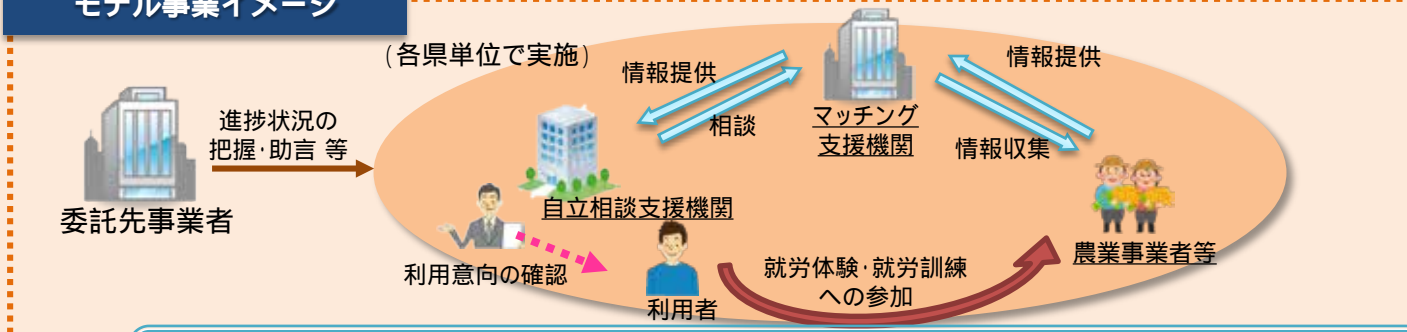 モデル事業イメージ
(各県単位で実施)
情報提供
情報提供
相談
マッチング
支援機関
情報収集
進捗状況の
把握・助言 等
委託先事業者
自立相談支援機関
利用意向の確認
利用者
就労体験・就労訓練
への参加
農業事業者等